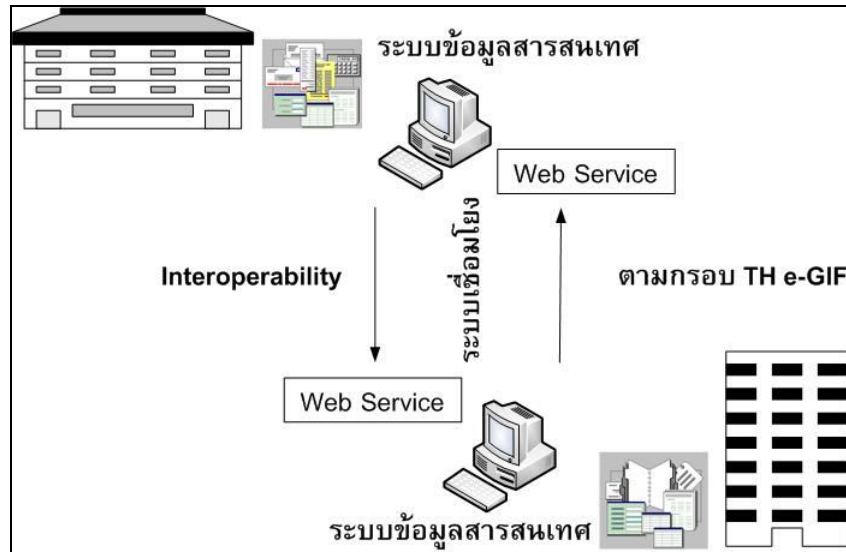 ระบบข้อมูลสารสนเทศ
Web Service
ระบบเชื่อมโยง
Interoperability
ตามกรอบ TH e-GIF
Web Service
ระบบข้อมูลสารสนเทศ